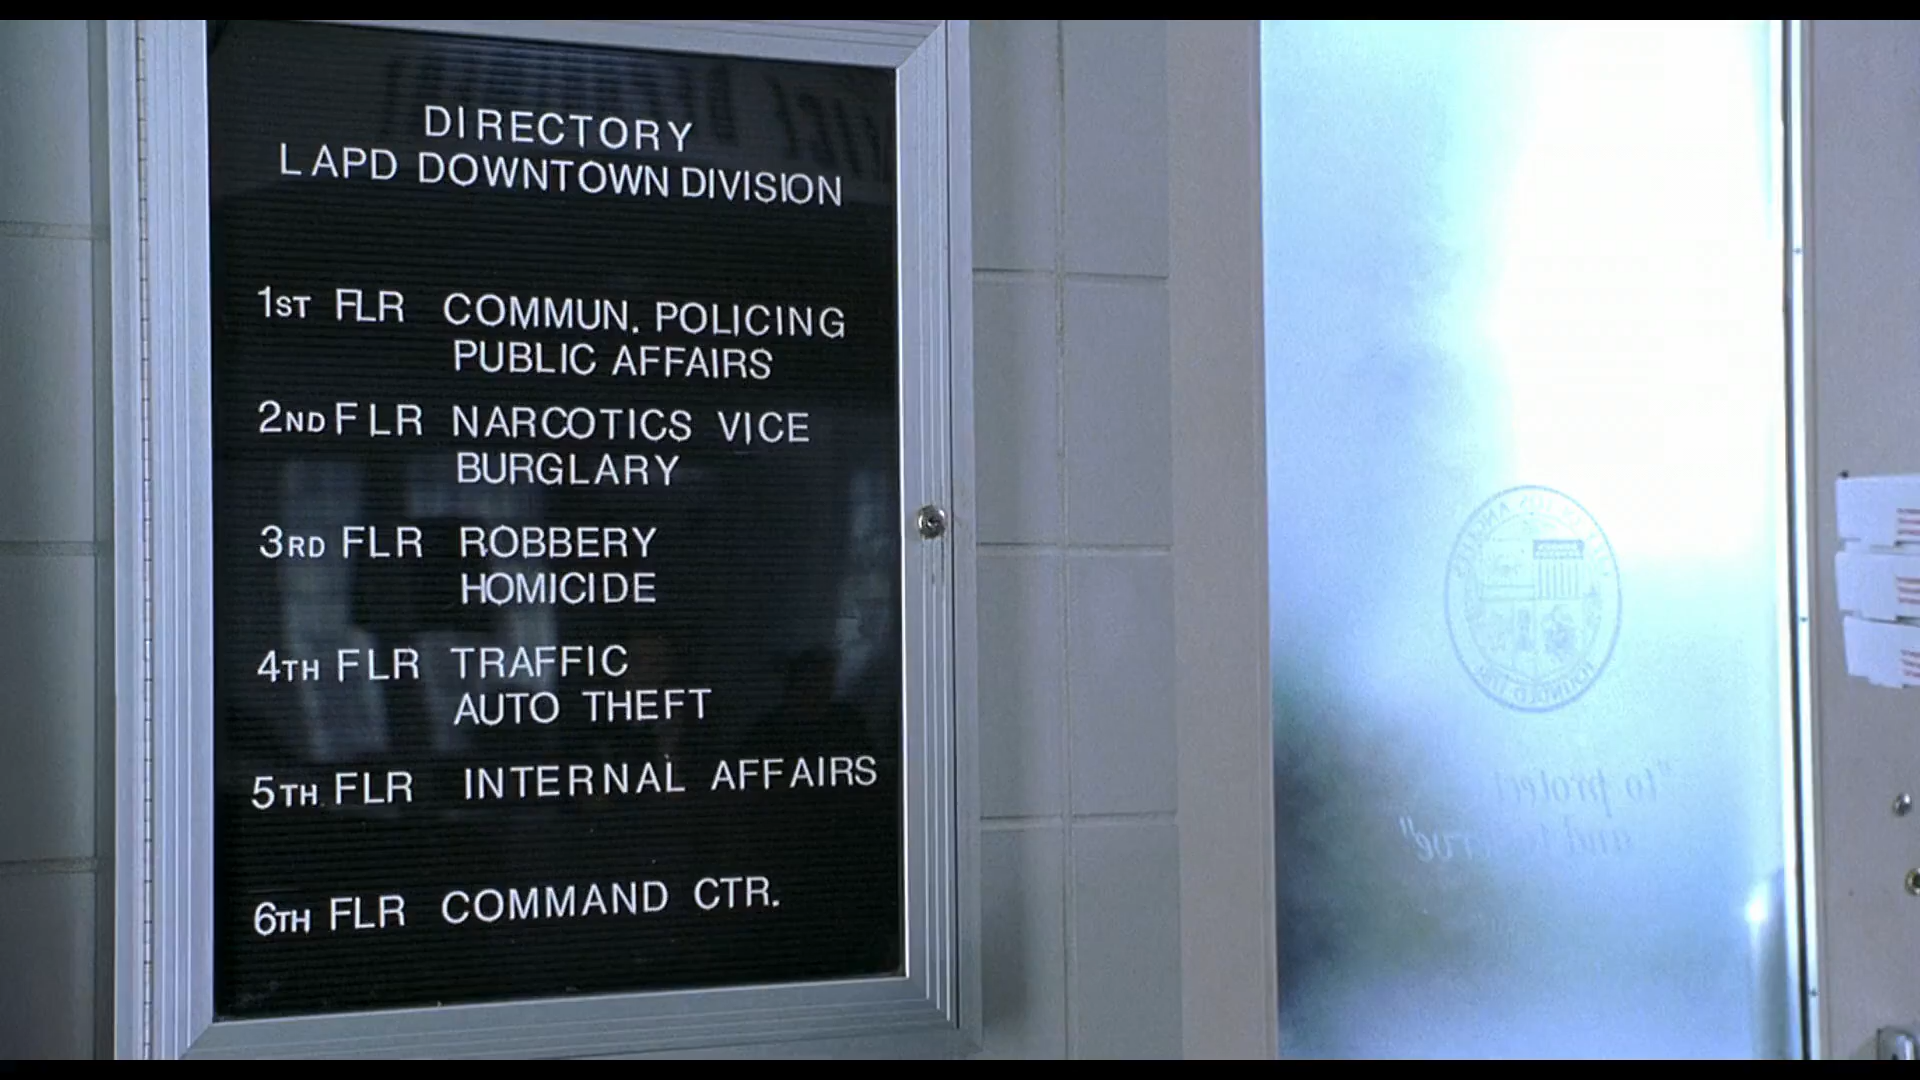 DIRECTORY
LAPD DOWNTOWN DIVISION
1ST FLR COMMUN. POLICING
PUBLIC AFFAIRS
2ND FLR NARCOTICS VICE
BURGLARY
3RD FLR ROBBERY
HOMICIDE
4TH FLR TRAFFIC
AUTO THEFT
5TH FLR INTERNAL AFFAIRS
6TH FLR COMMAND CTR.
"to protect
and to serve"